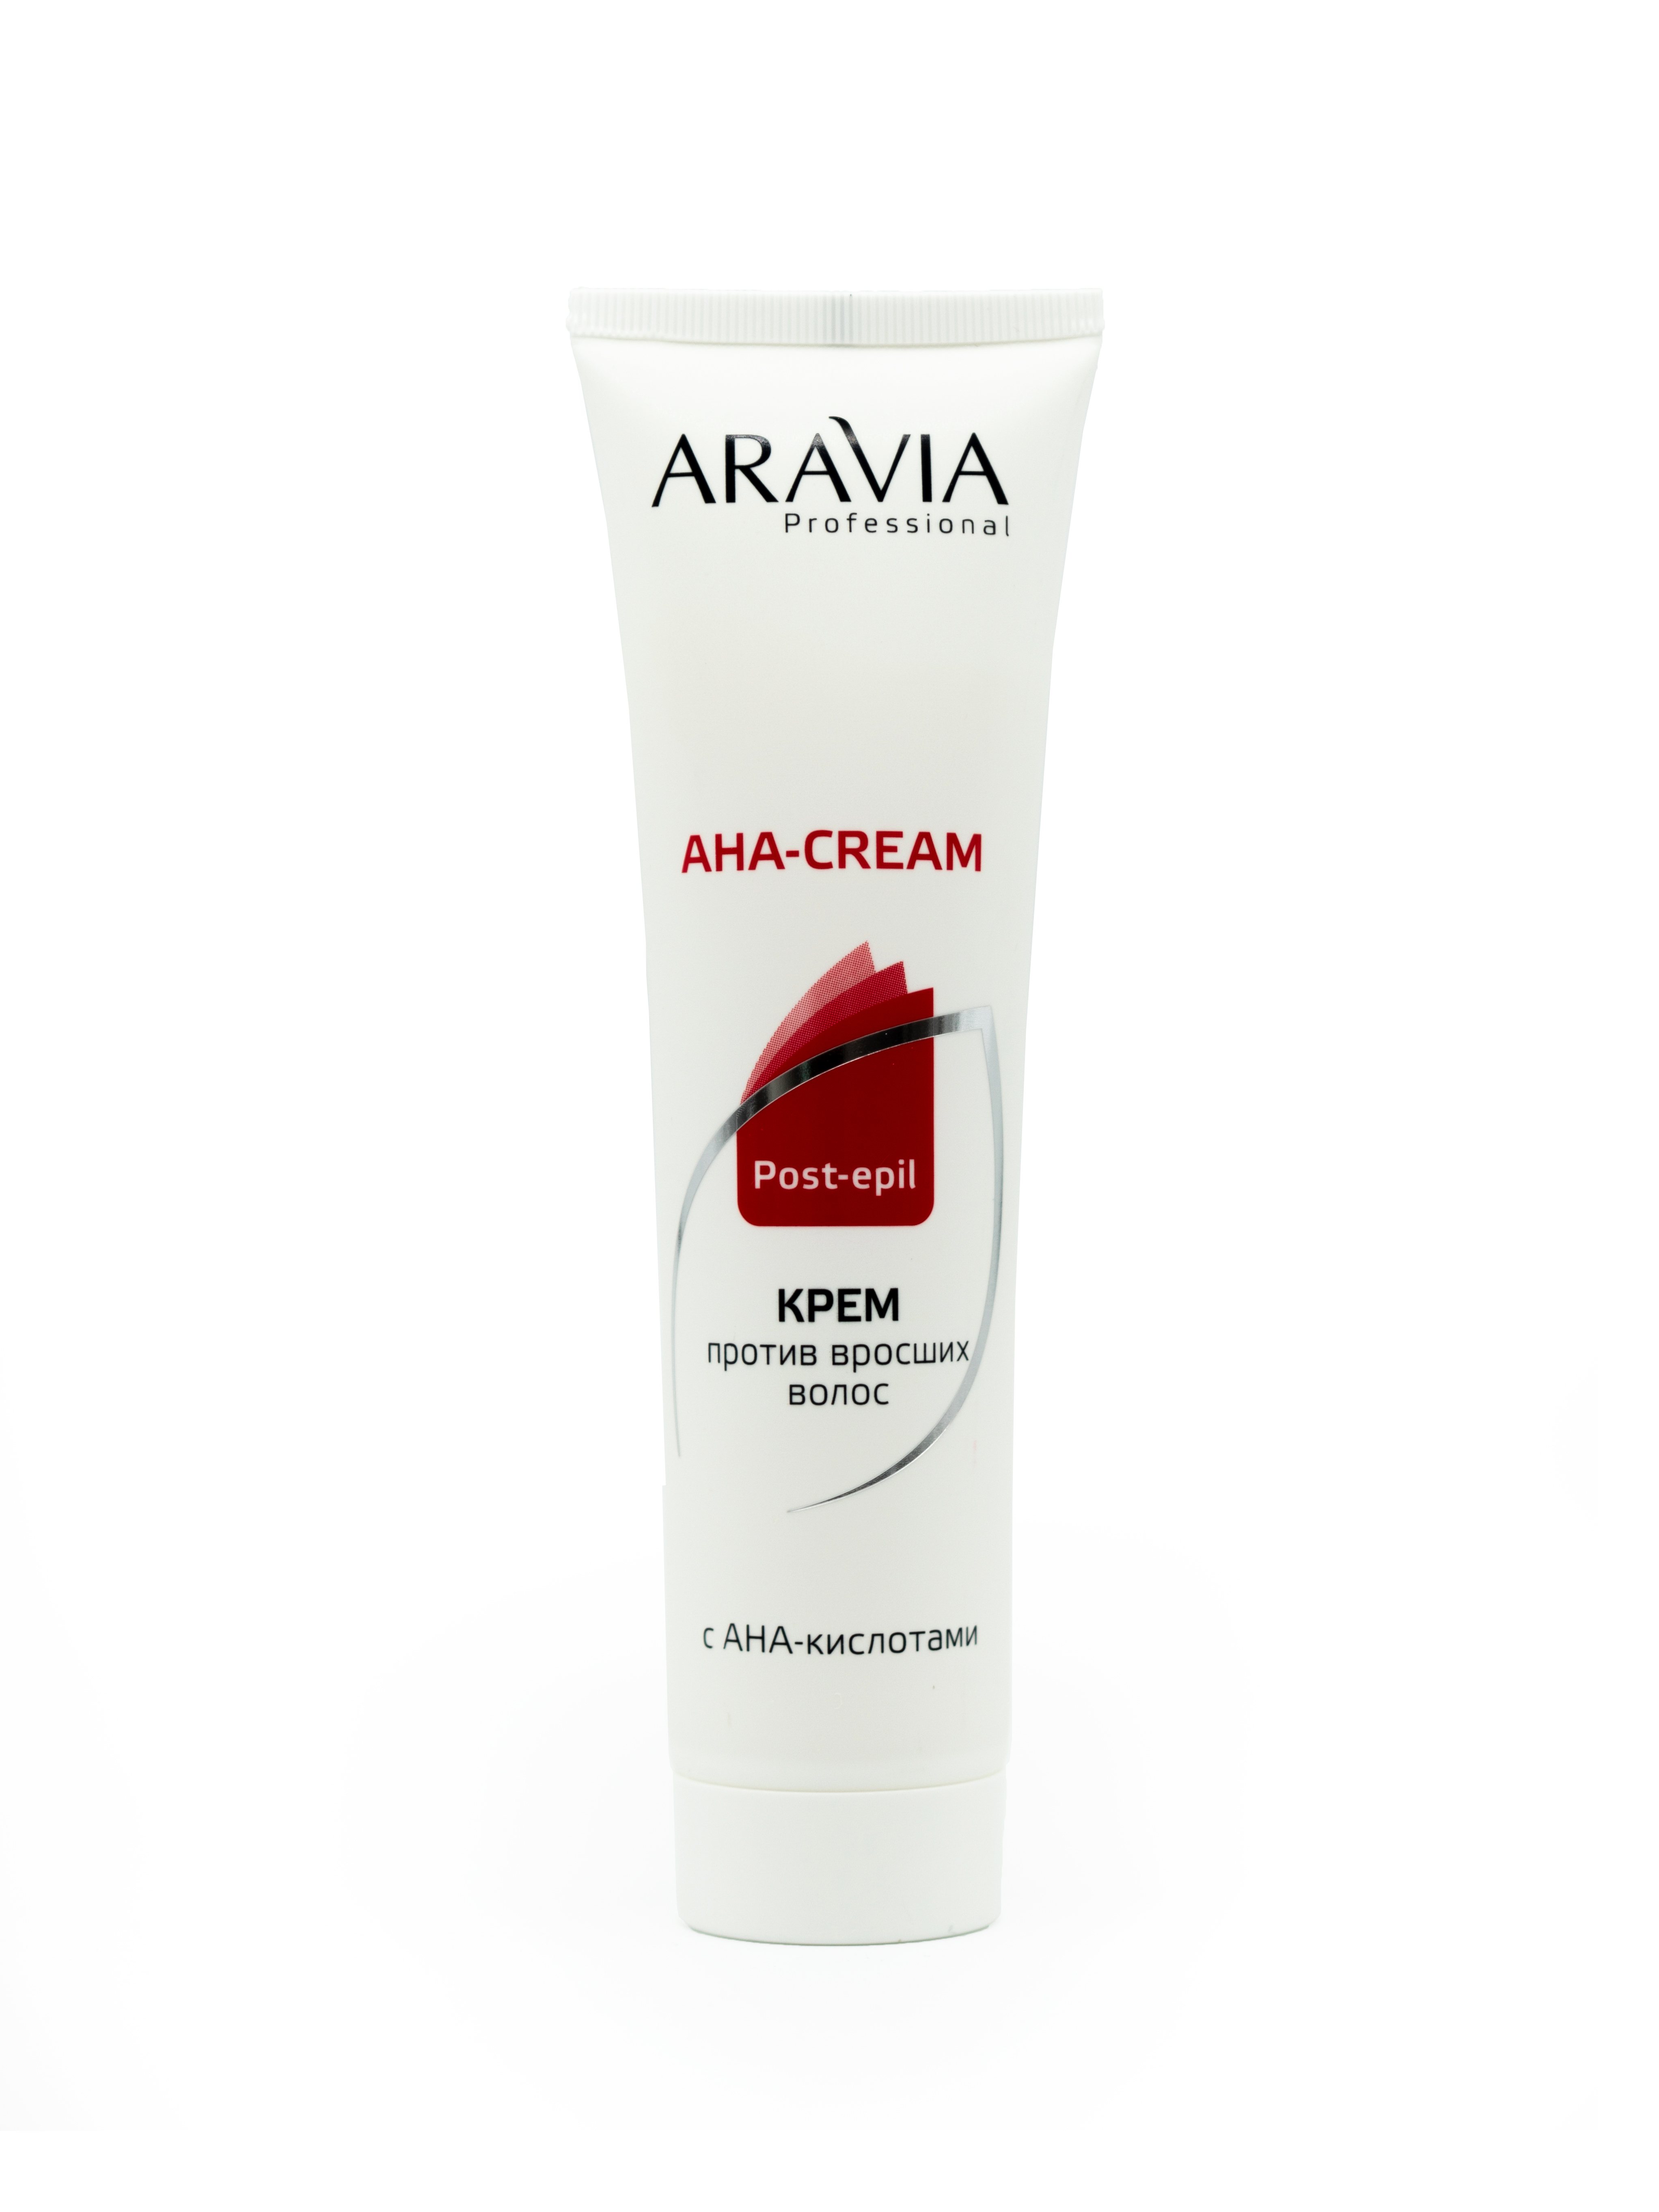 ARAVIA
Professional
AHA-CREAM
Post-epil
КРЕМ
против вросших
волос
с АНА-кислотами